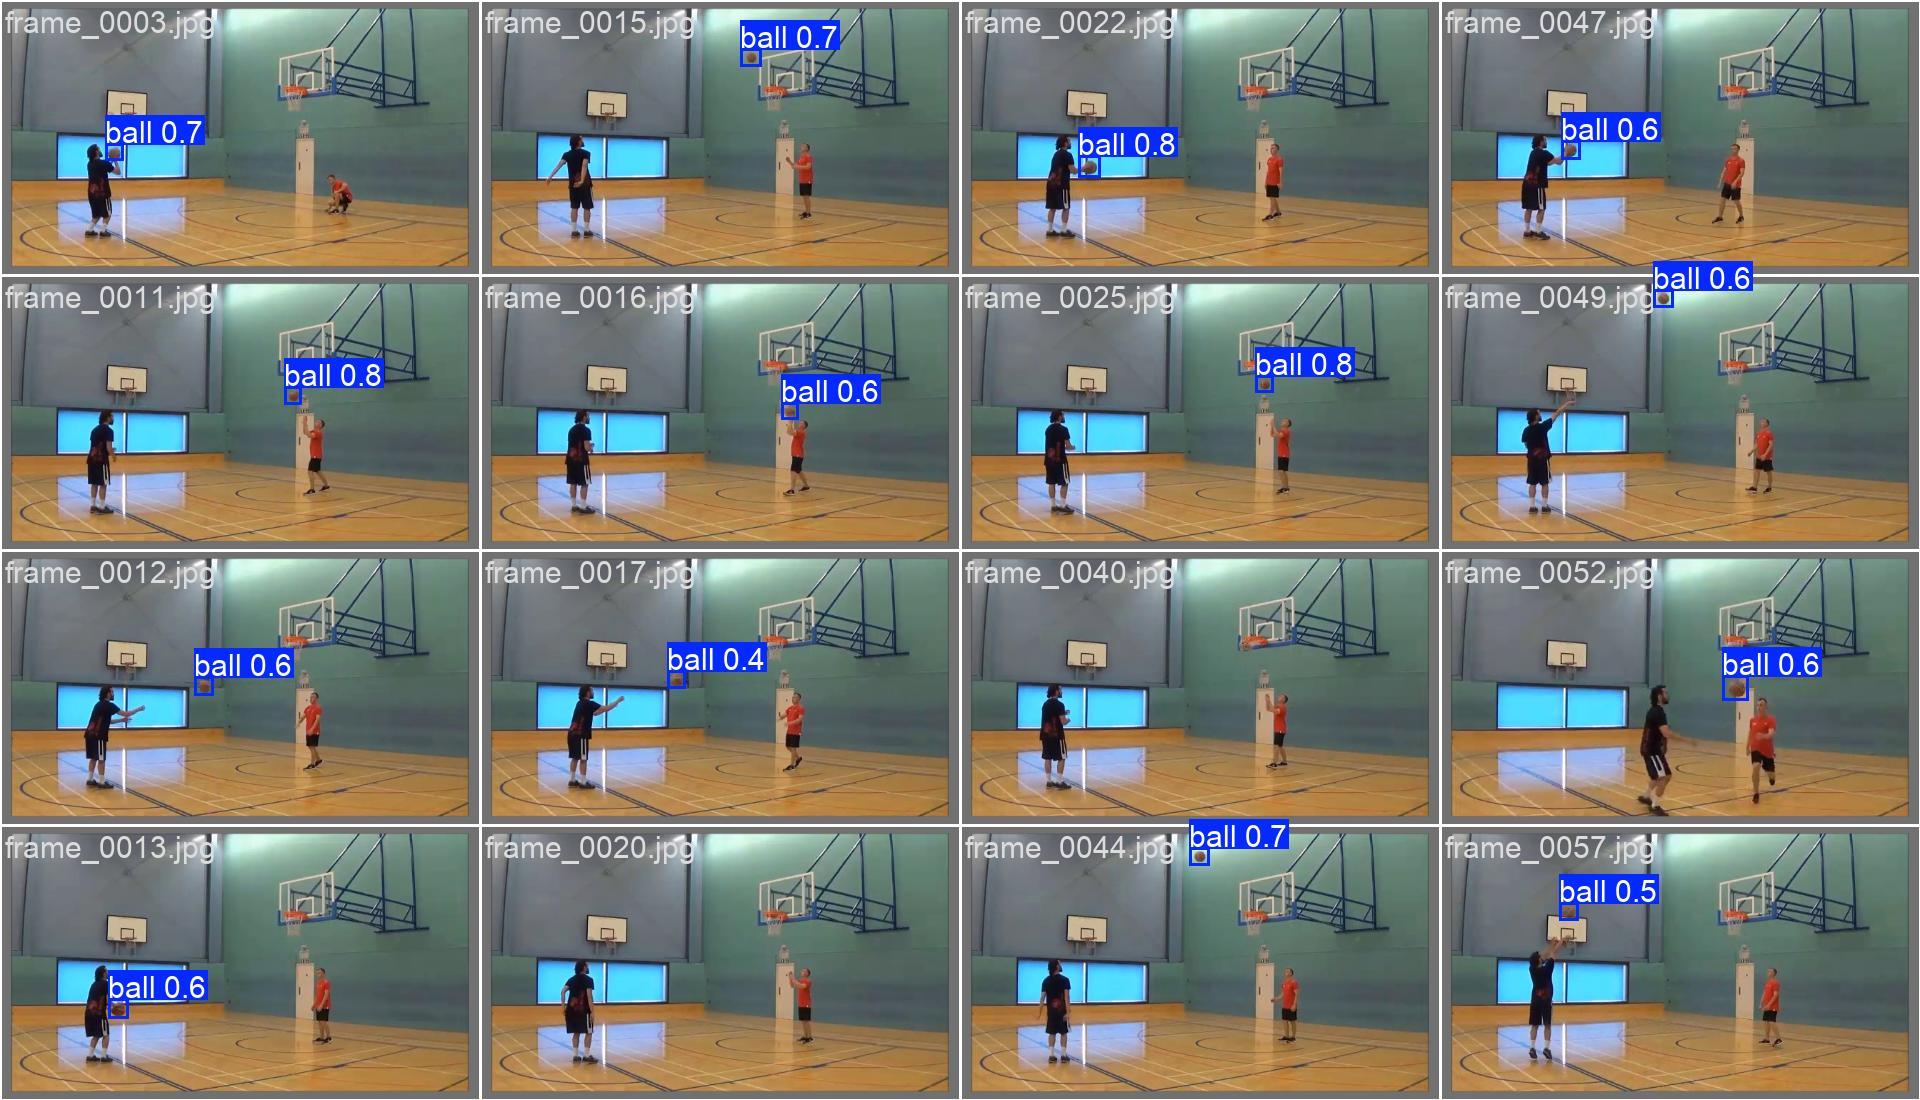 frame_0003.jpg
ball 0.7
frame_0015.jpg
ball 0.7
frame_0022.jpg
ball 0.8
frame_0047.jpg
ball 0.6
frame_0011.jpg
ball 0.8
frame_0016.jpg
ball 0.6
frame_0025.jpg
ball 0.8
frame_0049.jpg
ball 0.6
frame_0012.jpg
ball 0.6
frame_0017.jpg
ball 0.4
frame_0040.jpg
frame_0052.jpg
ball 0.6
frame_0013.jpg
ball 0.6
frame_0020.jpg
frame_0044.jpg
ball 0.7
frame_0057.jpg
ball 0.5